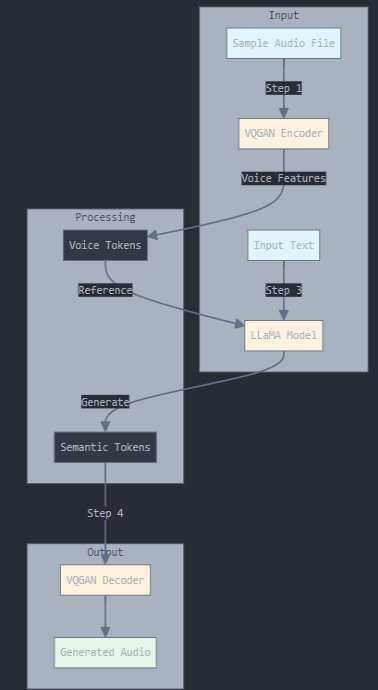 Input
Sample Audio File
Step 1
VQGAN Encoder
Voice Features
Processing
Voice Tokens
Input Text
Reference
Step 3
LLaMA Model
Generate
Semantic Tokens
Step 4
Output
VQGAN Decoder
Generated Audio